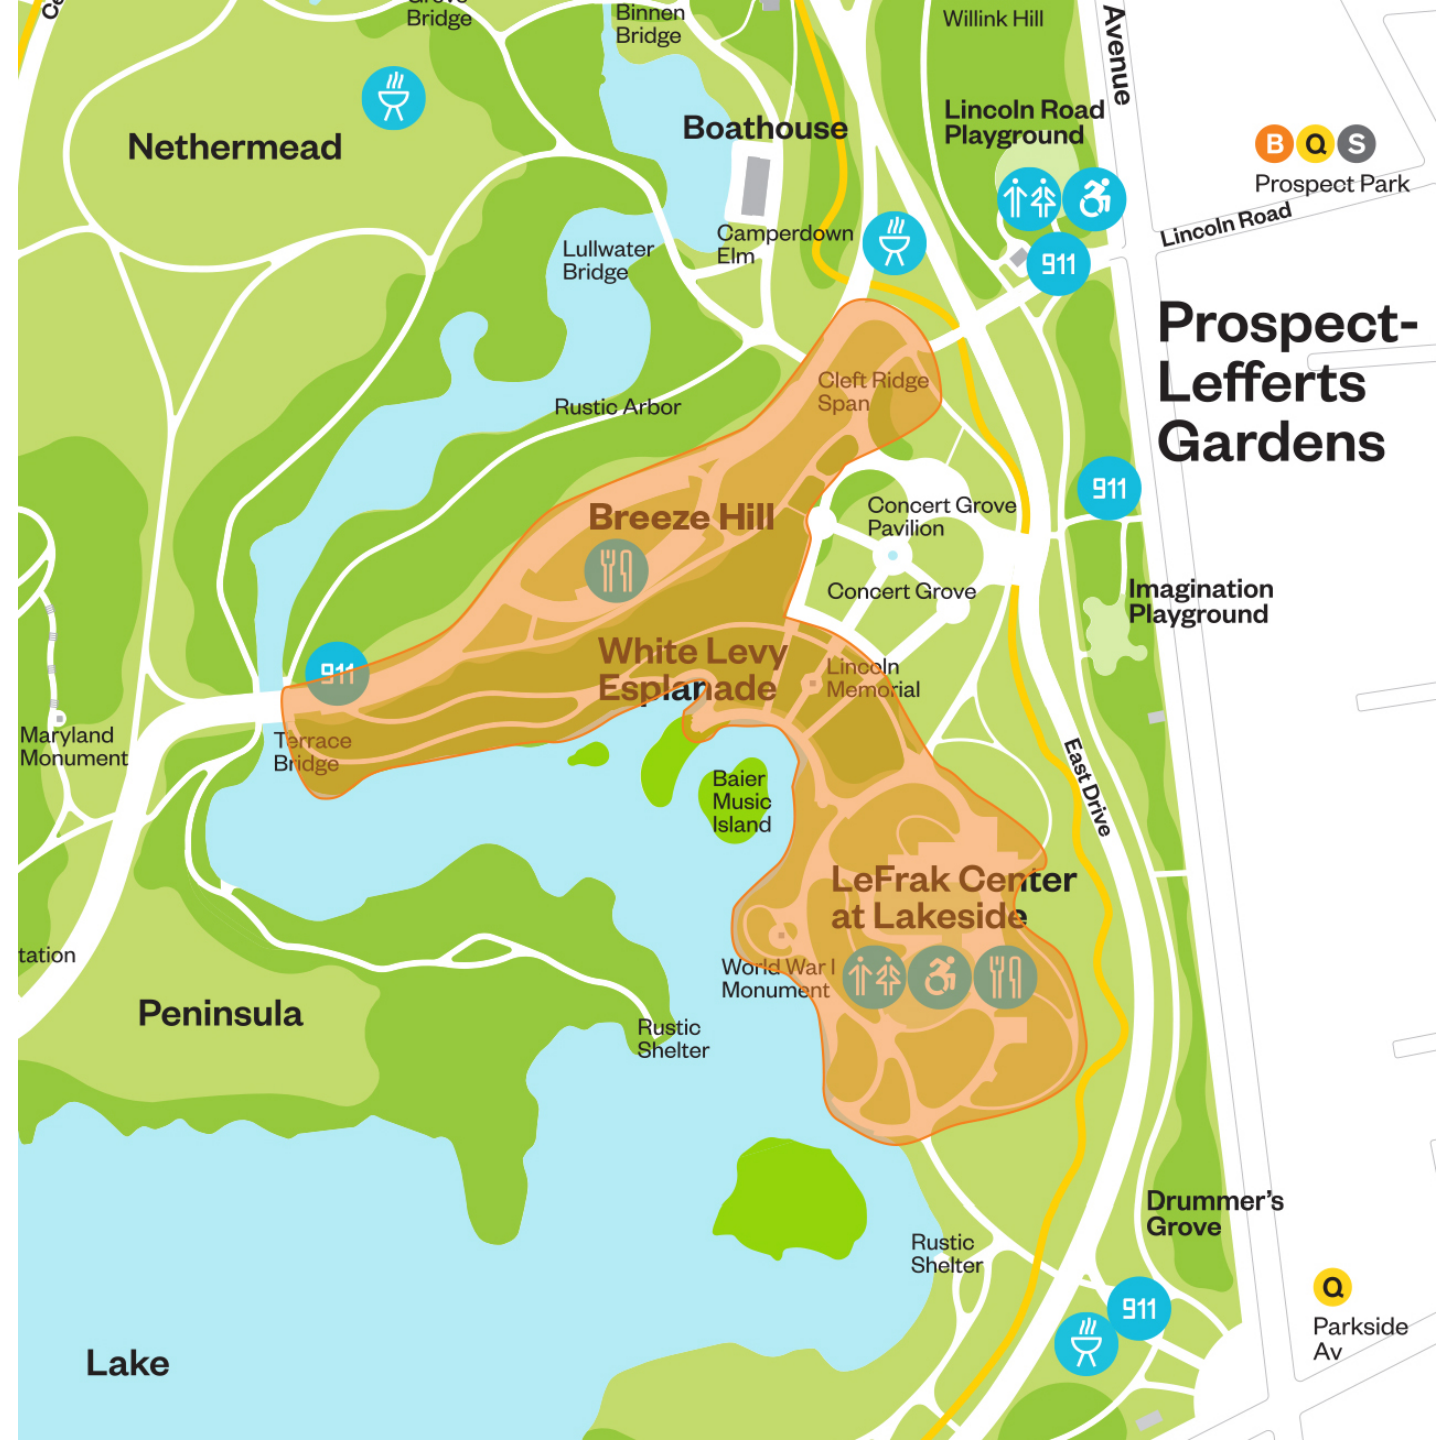 Bridge
Binnen
Bridge
Willink Hill
Avenue
Nethermead
Boathouse
Lincoln Road
Playground
B Q S
Prospect Park
Lincoln Road
Camperdown
Elm
911
Lullwater
Bridge
Prospect-
Lefferts
Gardens
Cleft Ridge
Span
Rustic Arbor
911
Breeze Hill
Concert Grove
Pavilion
Concert Grove
Imagination
Playground
White Levy
Esplanade
911
Lincoln
Memorial
Maryland
Monument
Terrace
Bridge
East Drive
Baier
Music
Island
LeFrak Center
at Lakeside
tation
World War I
Monument
Peninsula
Rustic
Shelter
Drummer's
Grove
Rustic
Shelter
911
Q
Parkside
Av
Lake